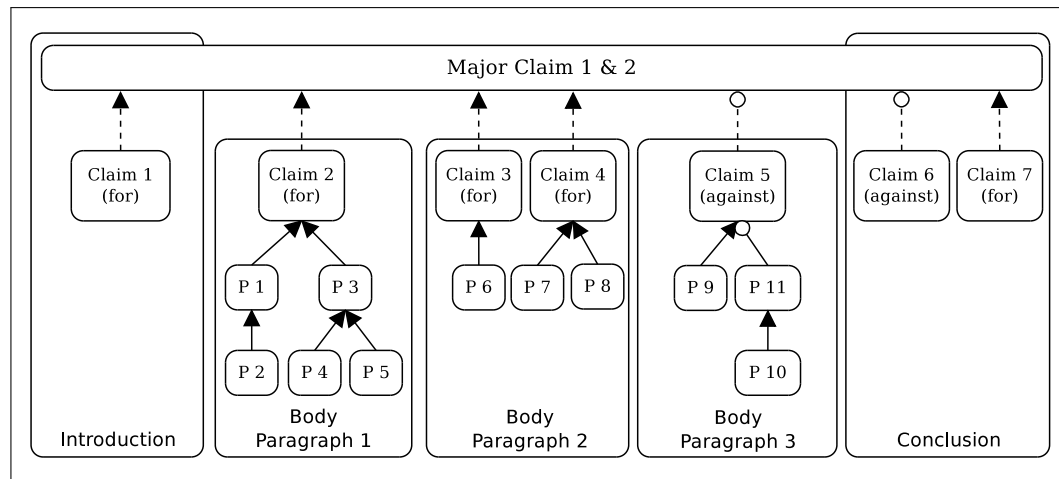 Major Claim 1 & 2
Claim 1
(for)
Claim 2
(for)
Claim 3
(for)
Claim 4
(for)
Claim 5
(against)
Claim 6
(against)
Claim 7
(for)
P 1
P 3
P 6
P 7
P 8
P 9
P 11
P 2
P 4
P 5
P 10
Introduction
Body
Paragraph 1
Body
Paragraph 2
Body
Paragraph 3
Conclusion